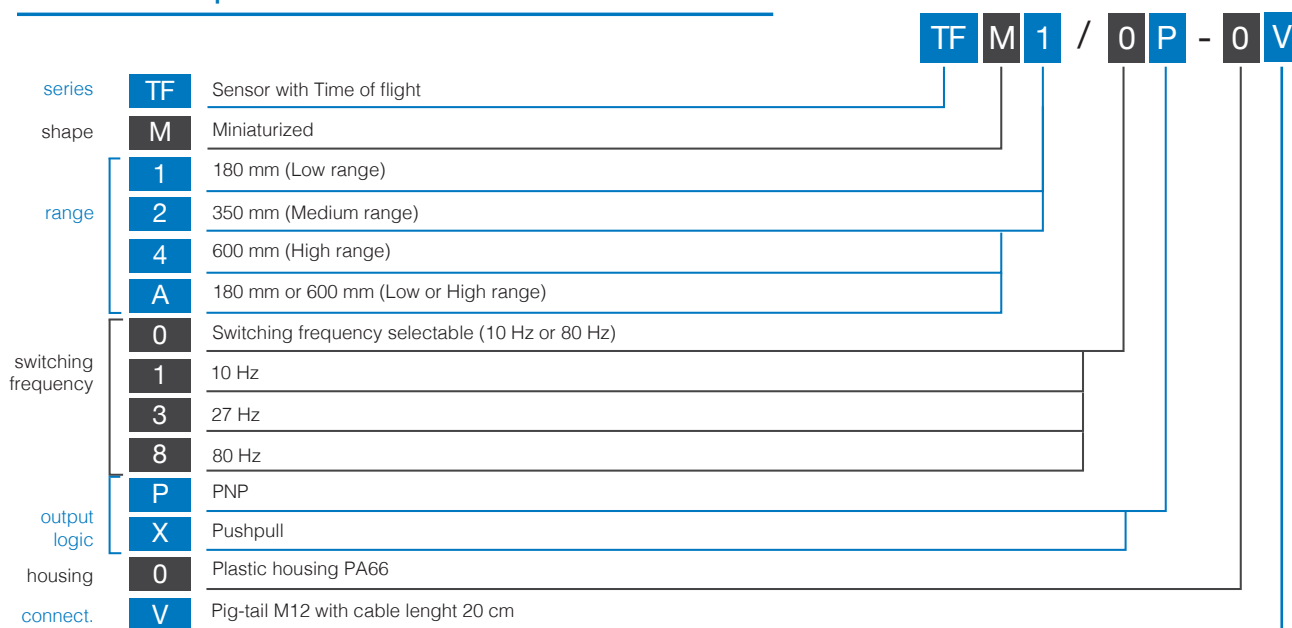 TF M 1 / 0 P - 0 V
series TF Sensor with Time of flight
shape M Miniaturized
1 180 mm (Low range)
range 2 350 mm (Medium range)
4 600 mm (High range)
A 180 mm or 600 mm (Low or High range)
0 Switching frequency selectable (10 Hz or 80 Hz)
switching
frequency
1 10 Hz
3 27 Hz
8 80 Hz
P PNP
output
logic
X Pushpull
housing 0 Plastic housing PA66
connect. V Pig-tail M12 with cable lenght 20 cm